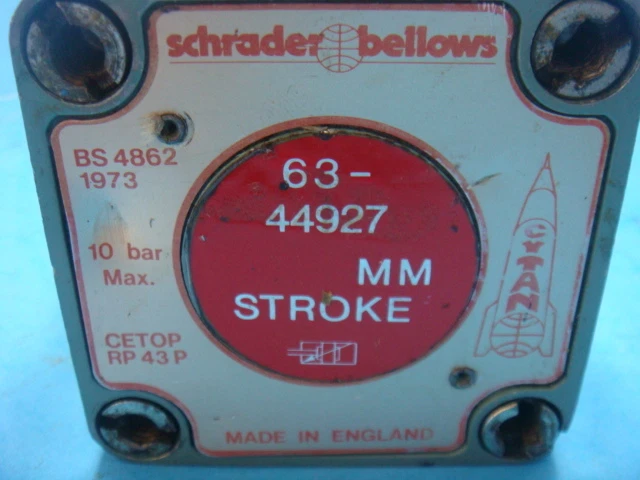 schrader bellows
BS 4862
1973
10 bar
Max.
CETOP
RP 43 P
63-
44927
MM
STROKE
CYTAN
MADE IN ENGLAND